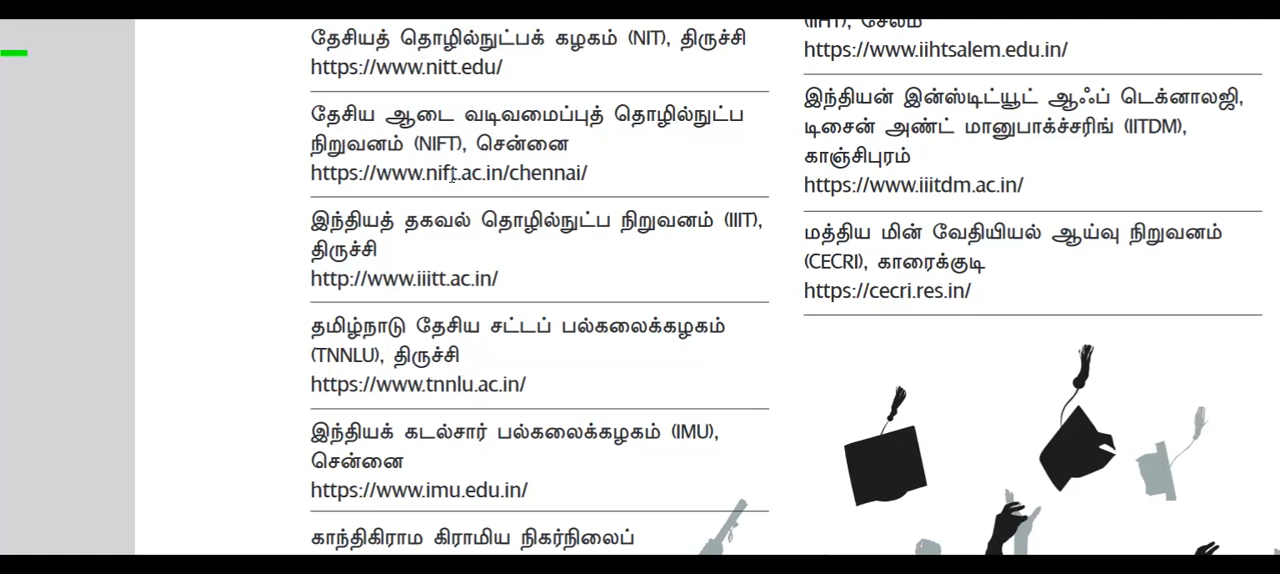 தேசியத் தொழில்நுட்பக் கழகம் (NIT), திருச்சி
https://www.nitt.edu/
தேசிய ஆடை வடிவமைப்புத் தொழில்நுட்ப
நிறுவனம் (NIFT), சென்னை
https://www.nift.ac.in/chennai/
இந்தியத் தகவல் தொழில்நுட்ப நிறுவனம் (IIIT),
திருச்சி
http://www.iiitt.ac.in/
தமிழ்நாடு தேசிய சட்டப் பல்கலைக்கழகம்
(TNNLU), திருச்சி
https://www.tnnlu.ac.in/
இந்தியக் கடல்சார் பல்கலைக்கழகம் (IMU),
சென்னை
https://www.imu.edu.in/
காந்திகிராம கிராமிய நிகர்நிலைப்
(IIHT), சேலம்
https://www.iihtsalem.edu.in/
இந்தியன் இன்ஸ்டிட்யூட் ஆஃப் டெக்னாலஜி,
டிசைன் அண்ட் மானுபாக்ச்சரிங் (IITDM),
காஞ்சிபுரம்
https://www.iiitdm.ac.in/
மத்திய மின் வேதியியல் ஆய்வு நிறுவனம்
(CECRI), காரைக்குடி
https://cecri.res.in/